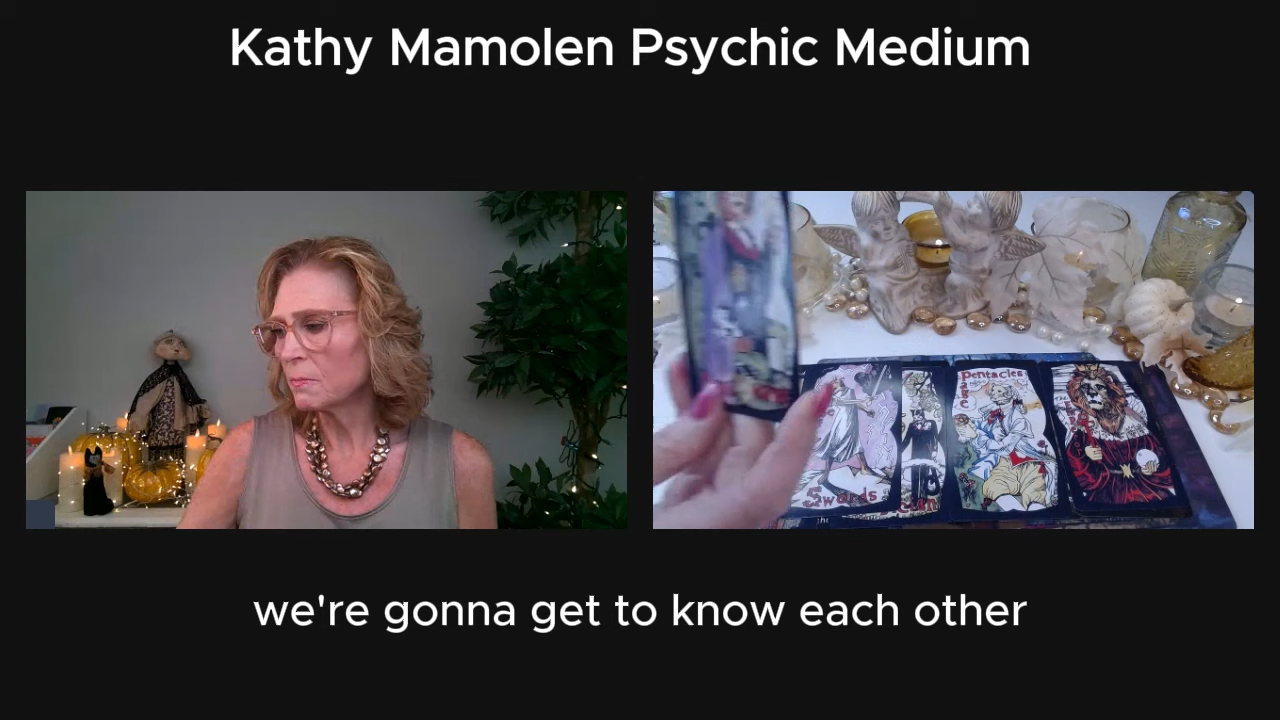 Kathy Mamolen Psychic Medium
Pentacles
Page
Swords
we're gonna get to know each other